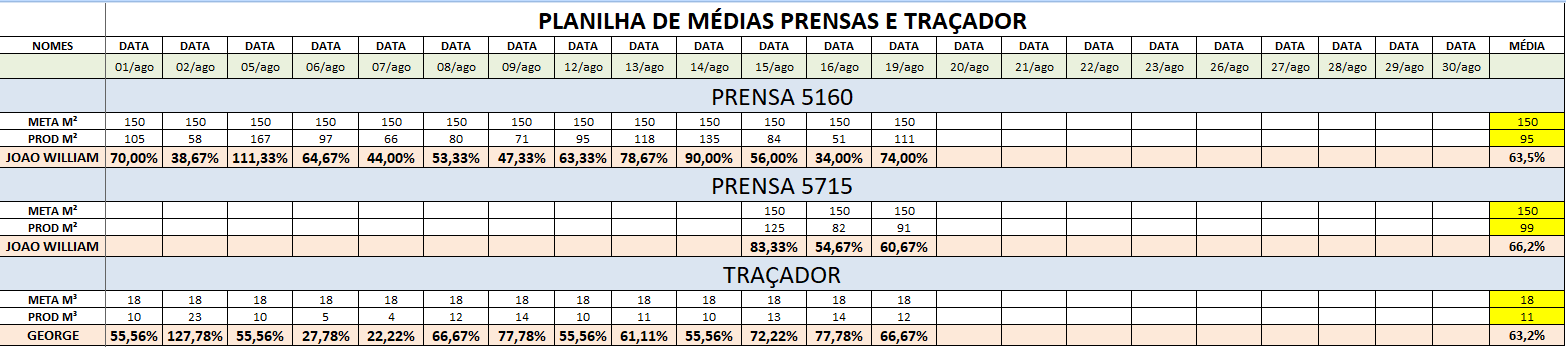 PLANILHA DE MÉDIAS PRENSAS E TRAÇADOR
NOMES DATA DATA DATA DATA DATA DATA DATA DATA DATA DATA DATA DATA DATA DATA DATA DATA DATA DATA DATA DATA DATA MÉDIA
01/ago 02/ago 05/ago 06/ago 07/ago 08/ago 09/ago 12/ago 13/ago 14/ago 15/ago 16/ago 19/ago 20/ago 21/ago 22/ago 23/ago 26/ago 27/ago 28/ago 29/ago 30/ago
PRENSA 5160
META M² 150 150 150 150 150 150 150 150 150 150 150 150 150 150
PROD M² 105 58 167 97 66 80 71 95 118 135 84 51 111 95
JOAO WILLIAM 70,00% 38,67% 111,33% 64,67% 44,00% 53,33% 47,33% 63,33% 78,67% 90,00% 56,00% 34,00% 74,00% 63,5%
PRENSA 5715
META M² 150 150 150 150
PROD M² 125 82 91 99
JOAO WILLIAM 83,33% 54,67% 60,67% 66,2%
TRAÇADOR
META M³ 18 18 18 18 18 18 18 18 18 18 18 18 18 18
PROD M³ 10 23 10 5 4 12 14 10 11 10 13 14 12 11
GEORGE 55,56% 127,78% 55,56% 27,78% 22,22% 66,67% 77,78% 55,56% 61,11% 55,56% 72,22% 77,78% 66,67% 63,2%